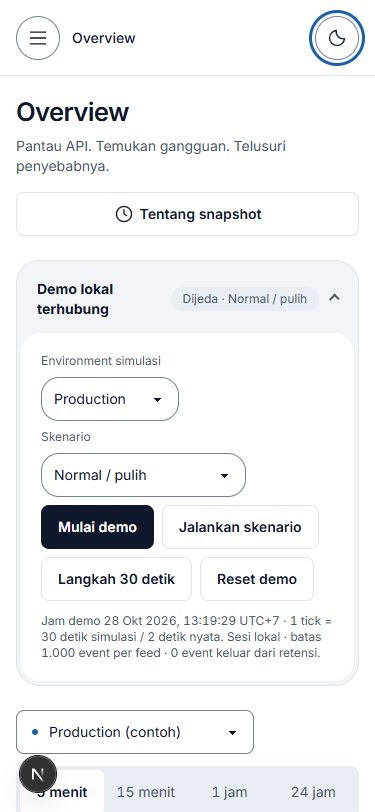 Overview
Overview
Pantau API. Temukan gangguan. Telusuri
penyebabnya.
Tentang snapshot
Demo lokal
terhubung
Dijeda · Normal / pulih
Environment simulasi
Production
Skenario
Normal / pulih
Mulai demo
Jalankan skenario
Langkah 30 detik
Reset demo
Jam demo 28 Okt 2026, 13:19:29 UTC+7 · 1 tick =
30 detik simulasi / 2 detik nyata. Sesi lokal · batas
1.000 event per feed · 0 event keluar dari retensi.
Production (contoh)
N
menit
15 menit
1 jam
24 jam